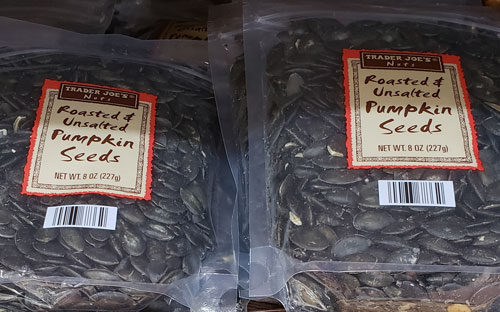 TRADER JOE'S®
Nuts
Roasted &
Unsalted
Pumpkin
Seeds
NET WT. 8 OZ (227g)
TRADER JOE'S®
Nuts
Roasted &
Unsalted
Pumpkin
Seeds
NET WT. 8 OZ (227g)